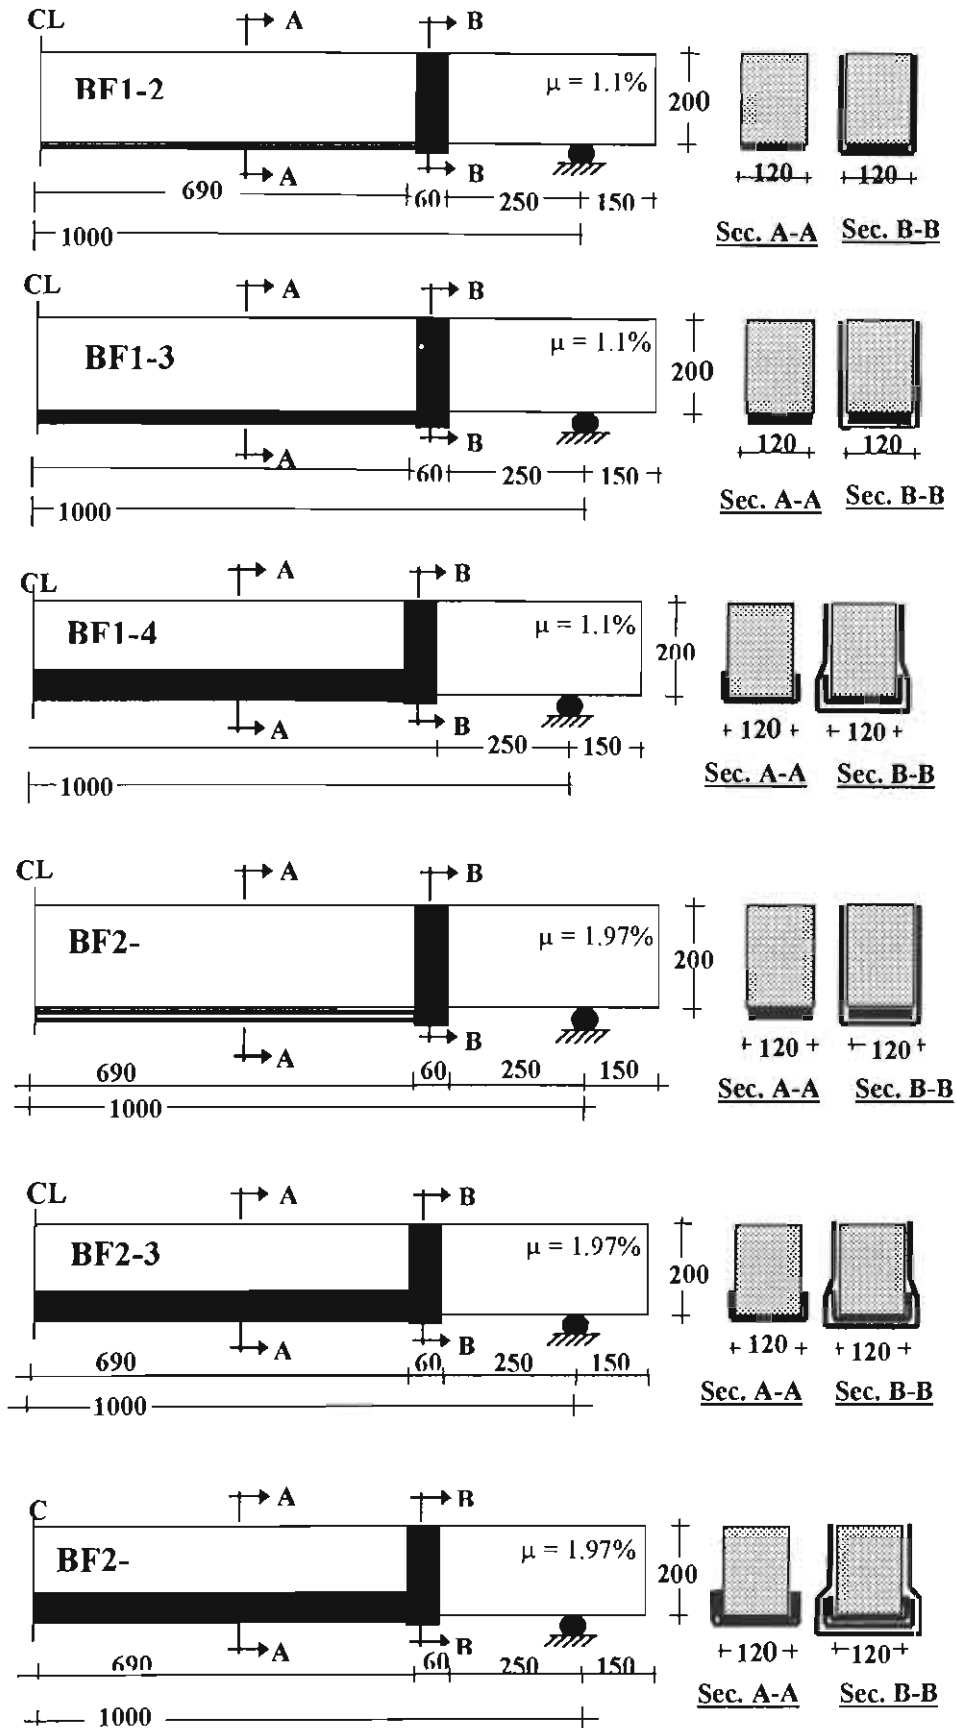 CL A B
BF1-2 μ = 1.1% 200
A B
690 60 250 150 120 120
1000 Sec. A-A Sec. B-B
CL A B
BF1-3 μ = 1.1% 200
A B
60 250 150 120 120
1000 Sec. A-A Sec. B-B
CL A B
BF1-4 μ = 1.1% 200
A B
250 150 120 120
1000 Sec. A-A Sec. B-B
CL A B
BF2- μ = 1.97% 200
A B
690 60 250 150 120 120
1000 Sec. A-A Sec. B-B
CL A B
BF2-3 μ = 1.97% 200
A B
690 60 250 150 120 120
1000 Sec. A-A Sec. B-B
C A B
BF2- μ = 1.97% 200
A B
690 60 250 150 120 120
1000 Sec. A-A Sec. B-B